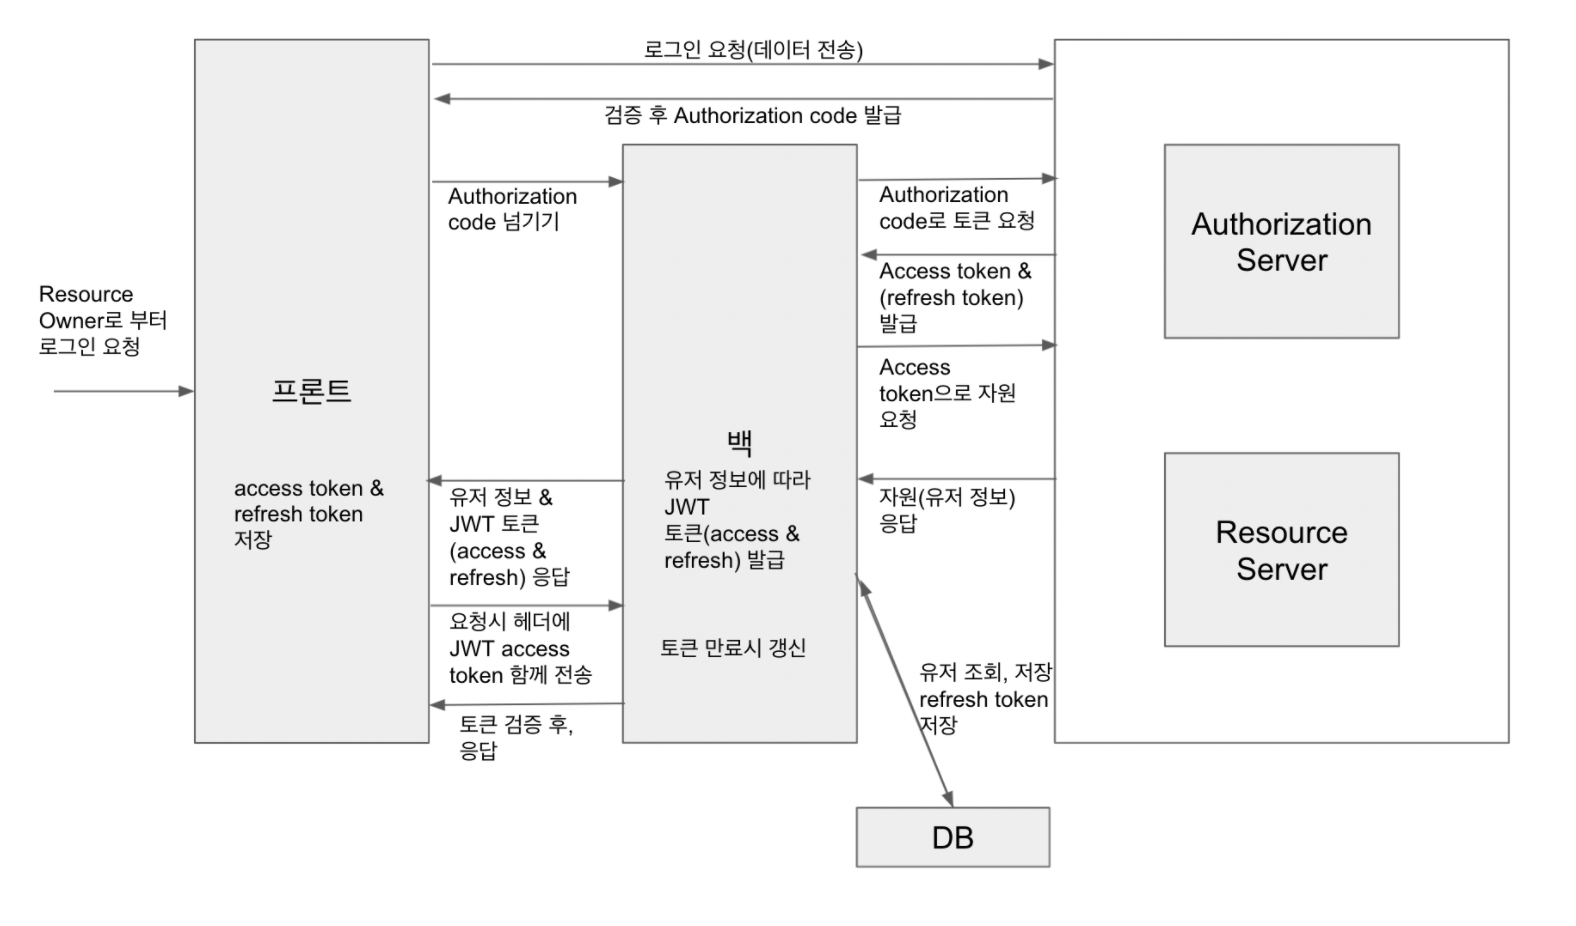 로그인 요청(데이터 전송)
검증 후 Authorization code 발급
Authorization
code 넘기기
Authorization
code로 토큰 요청
Authorization
Server
Access token &
(refresh token)
발급
Resource
Owner로 부터
로그인 요청
Access
token으로 자원
요청
프론트
access token &
refresh token
저장
백
유저 정보에 따라
JWT
토큰(access &
refresh) 발급
유저 정보 &
JWT 토큰
(access &
refresh) 응답
자원(유저 정보)
응답
Resource
Server
요청시 헤더에
JWT access
token 함께 전송
토큰 만료시 갱신
유저 조회, 저장
refresh token
저장
토큰 검증 후,
응답
DB